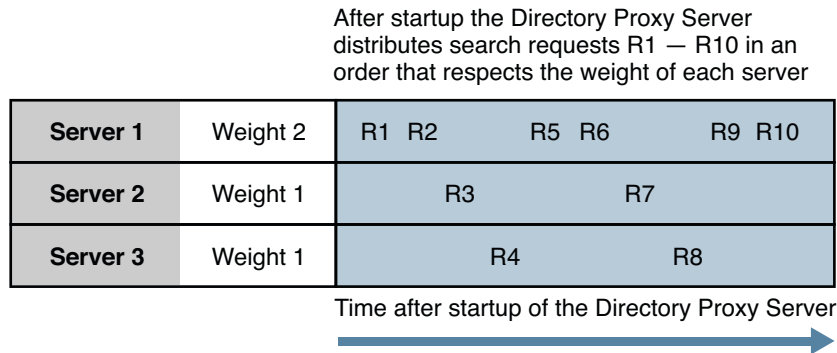 After startup the Directory Proxy Server
distributes search requests R1 — R10 in an
order that respects the weight of each server
Server 1 Weight 2 R1 R2 R5 R6 R9 R10
Server 2 Weight 1 R3 R7
Server 3 Weight 1 R4 R8
Time after startup of the Directory Proxy Server